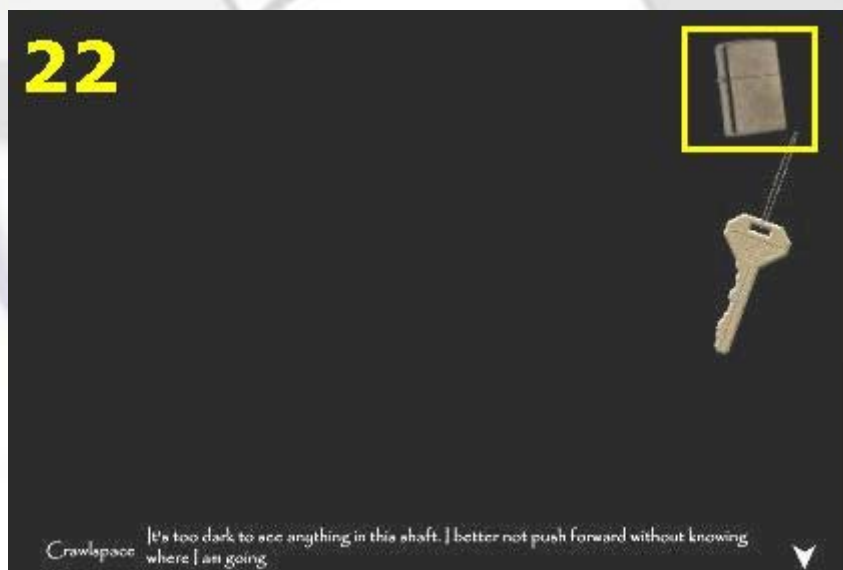 22
It's too dark to see anything in this shaft. I better not push forward without knowing
Crawlspace
where I am going